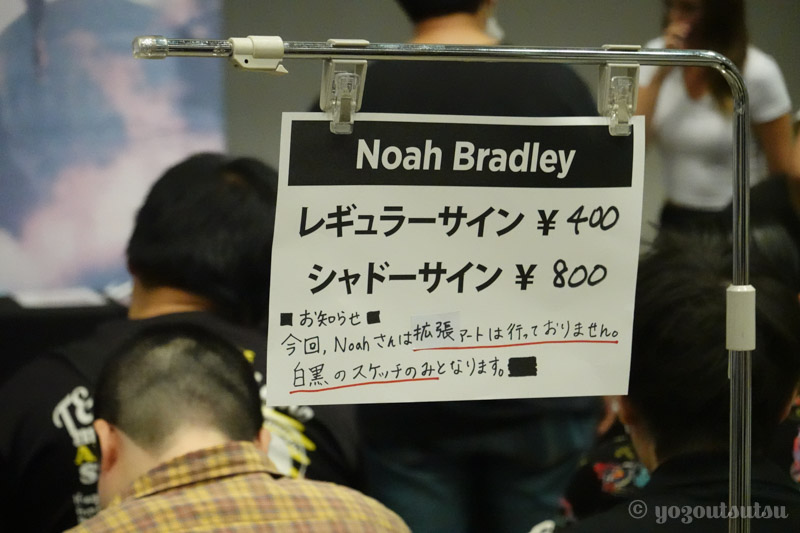 Noah Bradley
レギュラーサイン ¥ 400
シャドーサイン ¥ 800
■お知らせ■
今回, Noahさんは拡張アートは行っておりません。
白黒のスケッチのみとなります。
© yozoutsutsu